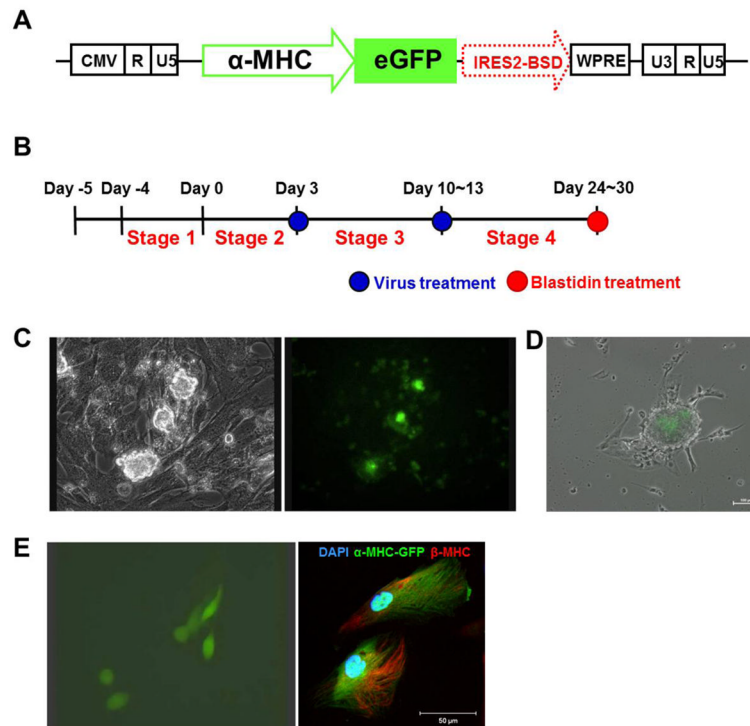 A
CMV R U5 α-MHC eGFP IRES2-BSD WPRE U3 R U5
B
Day -5 Day -4 Day 0 Day 3 Day 10~13 Day 24~30
Stage 1 Stage 2 Stage 3 Stage 4
Virus treatment Blastidin treatment
C D
E
DAPI α-MHC-GFP β-MHC
50 µm